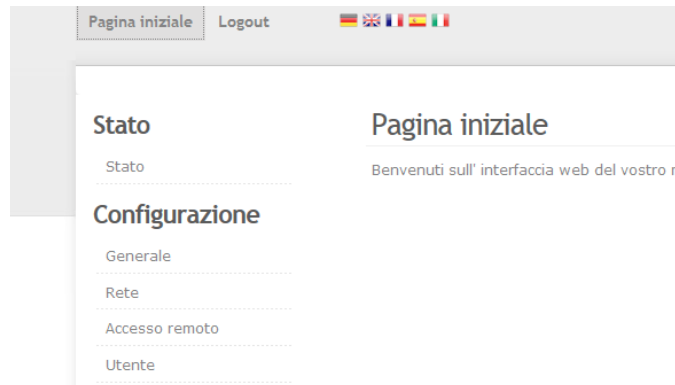 Pagina iniziale Logout
Stato
Pagina iniziale
Stato
Benvenuti sull' interfaccia web del vostro
Configurazione
Generale
Rete
Accesso remoto
Utente